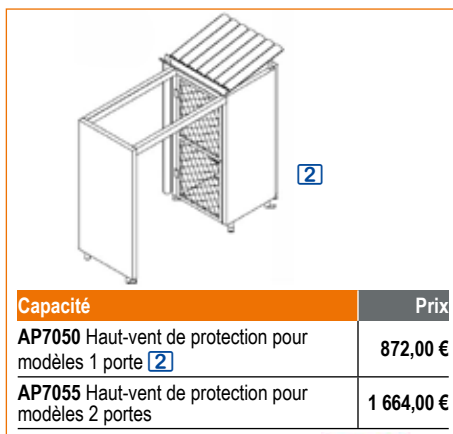 2
Capacité Prix
AP7050 Haut-vent de protection pour
modèles 1 porte 2
872,00 €
AP7055 Haut-vent de protection pour
modèles 2 portes
1 664,00 €